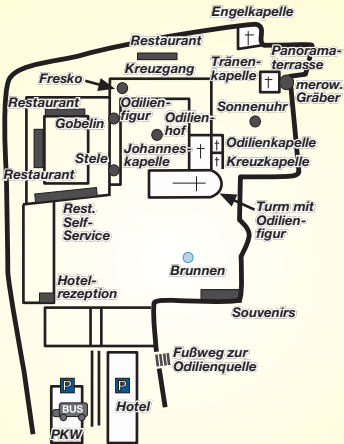 Engelkapelle
Restaurant
Kreuzgang
Tränen-
kapelle
Panorama-
terrasse
Fresko
merow.
Gräber
Restaurant
Odilien-
figur
Gobelin
Odilien-
hof
Sonnenuhr
Johannes-
kapelle
Odilienkapelle
Stele
Kreuzkapelle
Restaurant
Rest.
Self-
Service
Turm mit
Odilien-
figur
Brunnen
Hotel-
rezeption
Souvenirs
Fußweg zur
Odilienquelle
P
P
BUS
Hotel
PKW